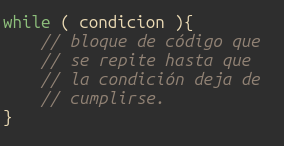 while ( condicion ){
    // bloque de código que
    // se repite hasta que
    // la condición deja de
    // cumplirse.
}